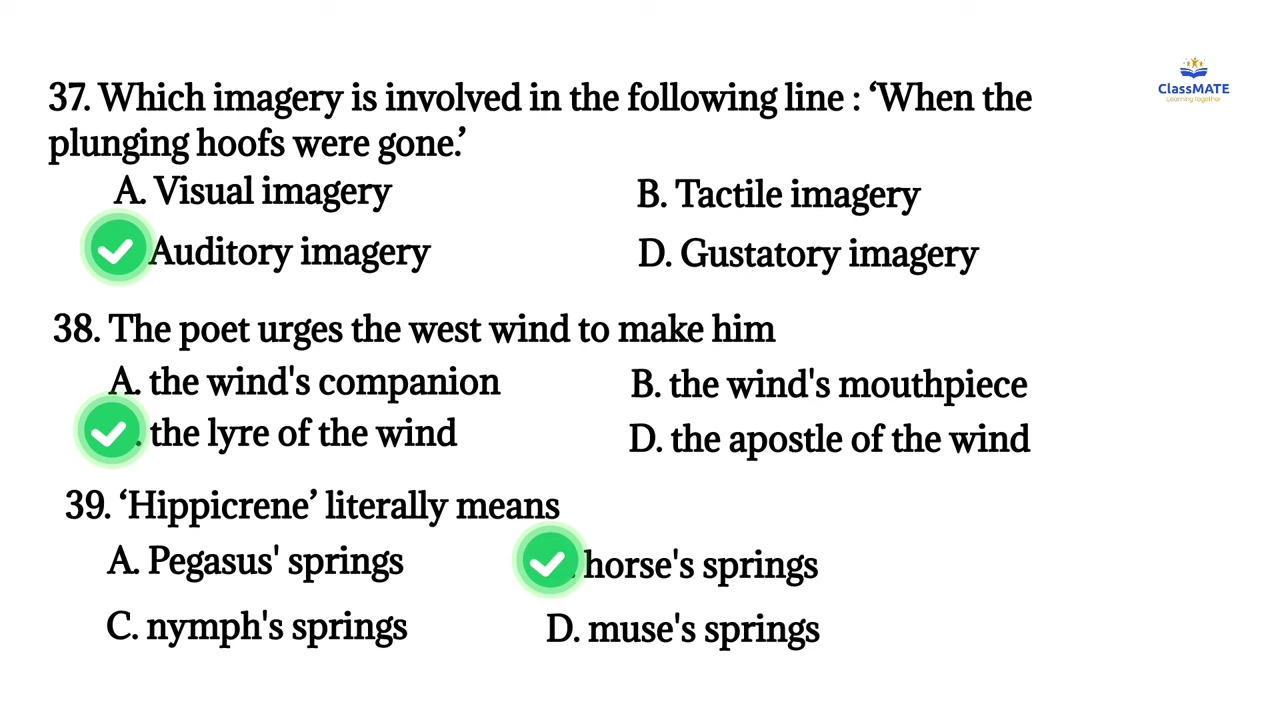 37. Which imagery is involved in the following line : ‘When the
plunging hoofs were gone.’
ClassMATE
Learning together
A. Visual imagery
B. Tactile imagery
Auditory imagery
D. Gustatory imagery
38. The poet urges the west wind to make him
A. the wind's companion
B. the wind's mouthpiece
. the lyre of the wind
D. the apostle of the wind
39. ‘Hippicrene’ literally means
A. Pegasus' springs
. horse's springs
C. nymph's springs
D. muse's springs